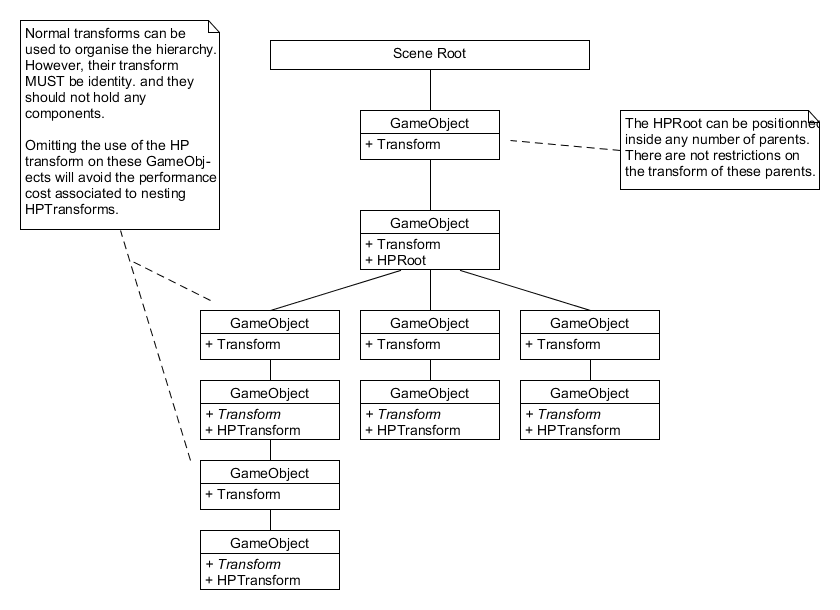 Normal transforms can be
used to organise the hierarchy.
However, their transform
MUST be identity. and they
should not hold any
components.
Omitting the use of the HP
transform on these GameObj-
ects will avoid the performance
cost associated to nesting
HPTransforms.
Scene Root
GameObject
+ Transform
The HPRoot can be positionned
inside any number of parents.
There are not restrictions on
the transform of these parents.
GameObject
+ Transform
+ HPRoot
GameObject
+ Transform
GameObject
+ Transform
GameObject
+ Transform
GameObject
+ Transform
+ HPTransform
GameObject
+ Transform
+ HPTransform
GameObject
+ Transform
+ HPTransform
GameObject
+ Transform
GameObject
+ Transform
+ HPTransform